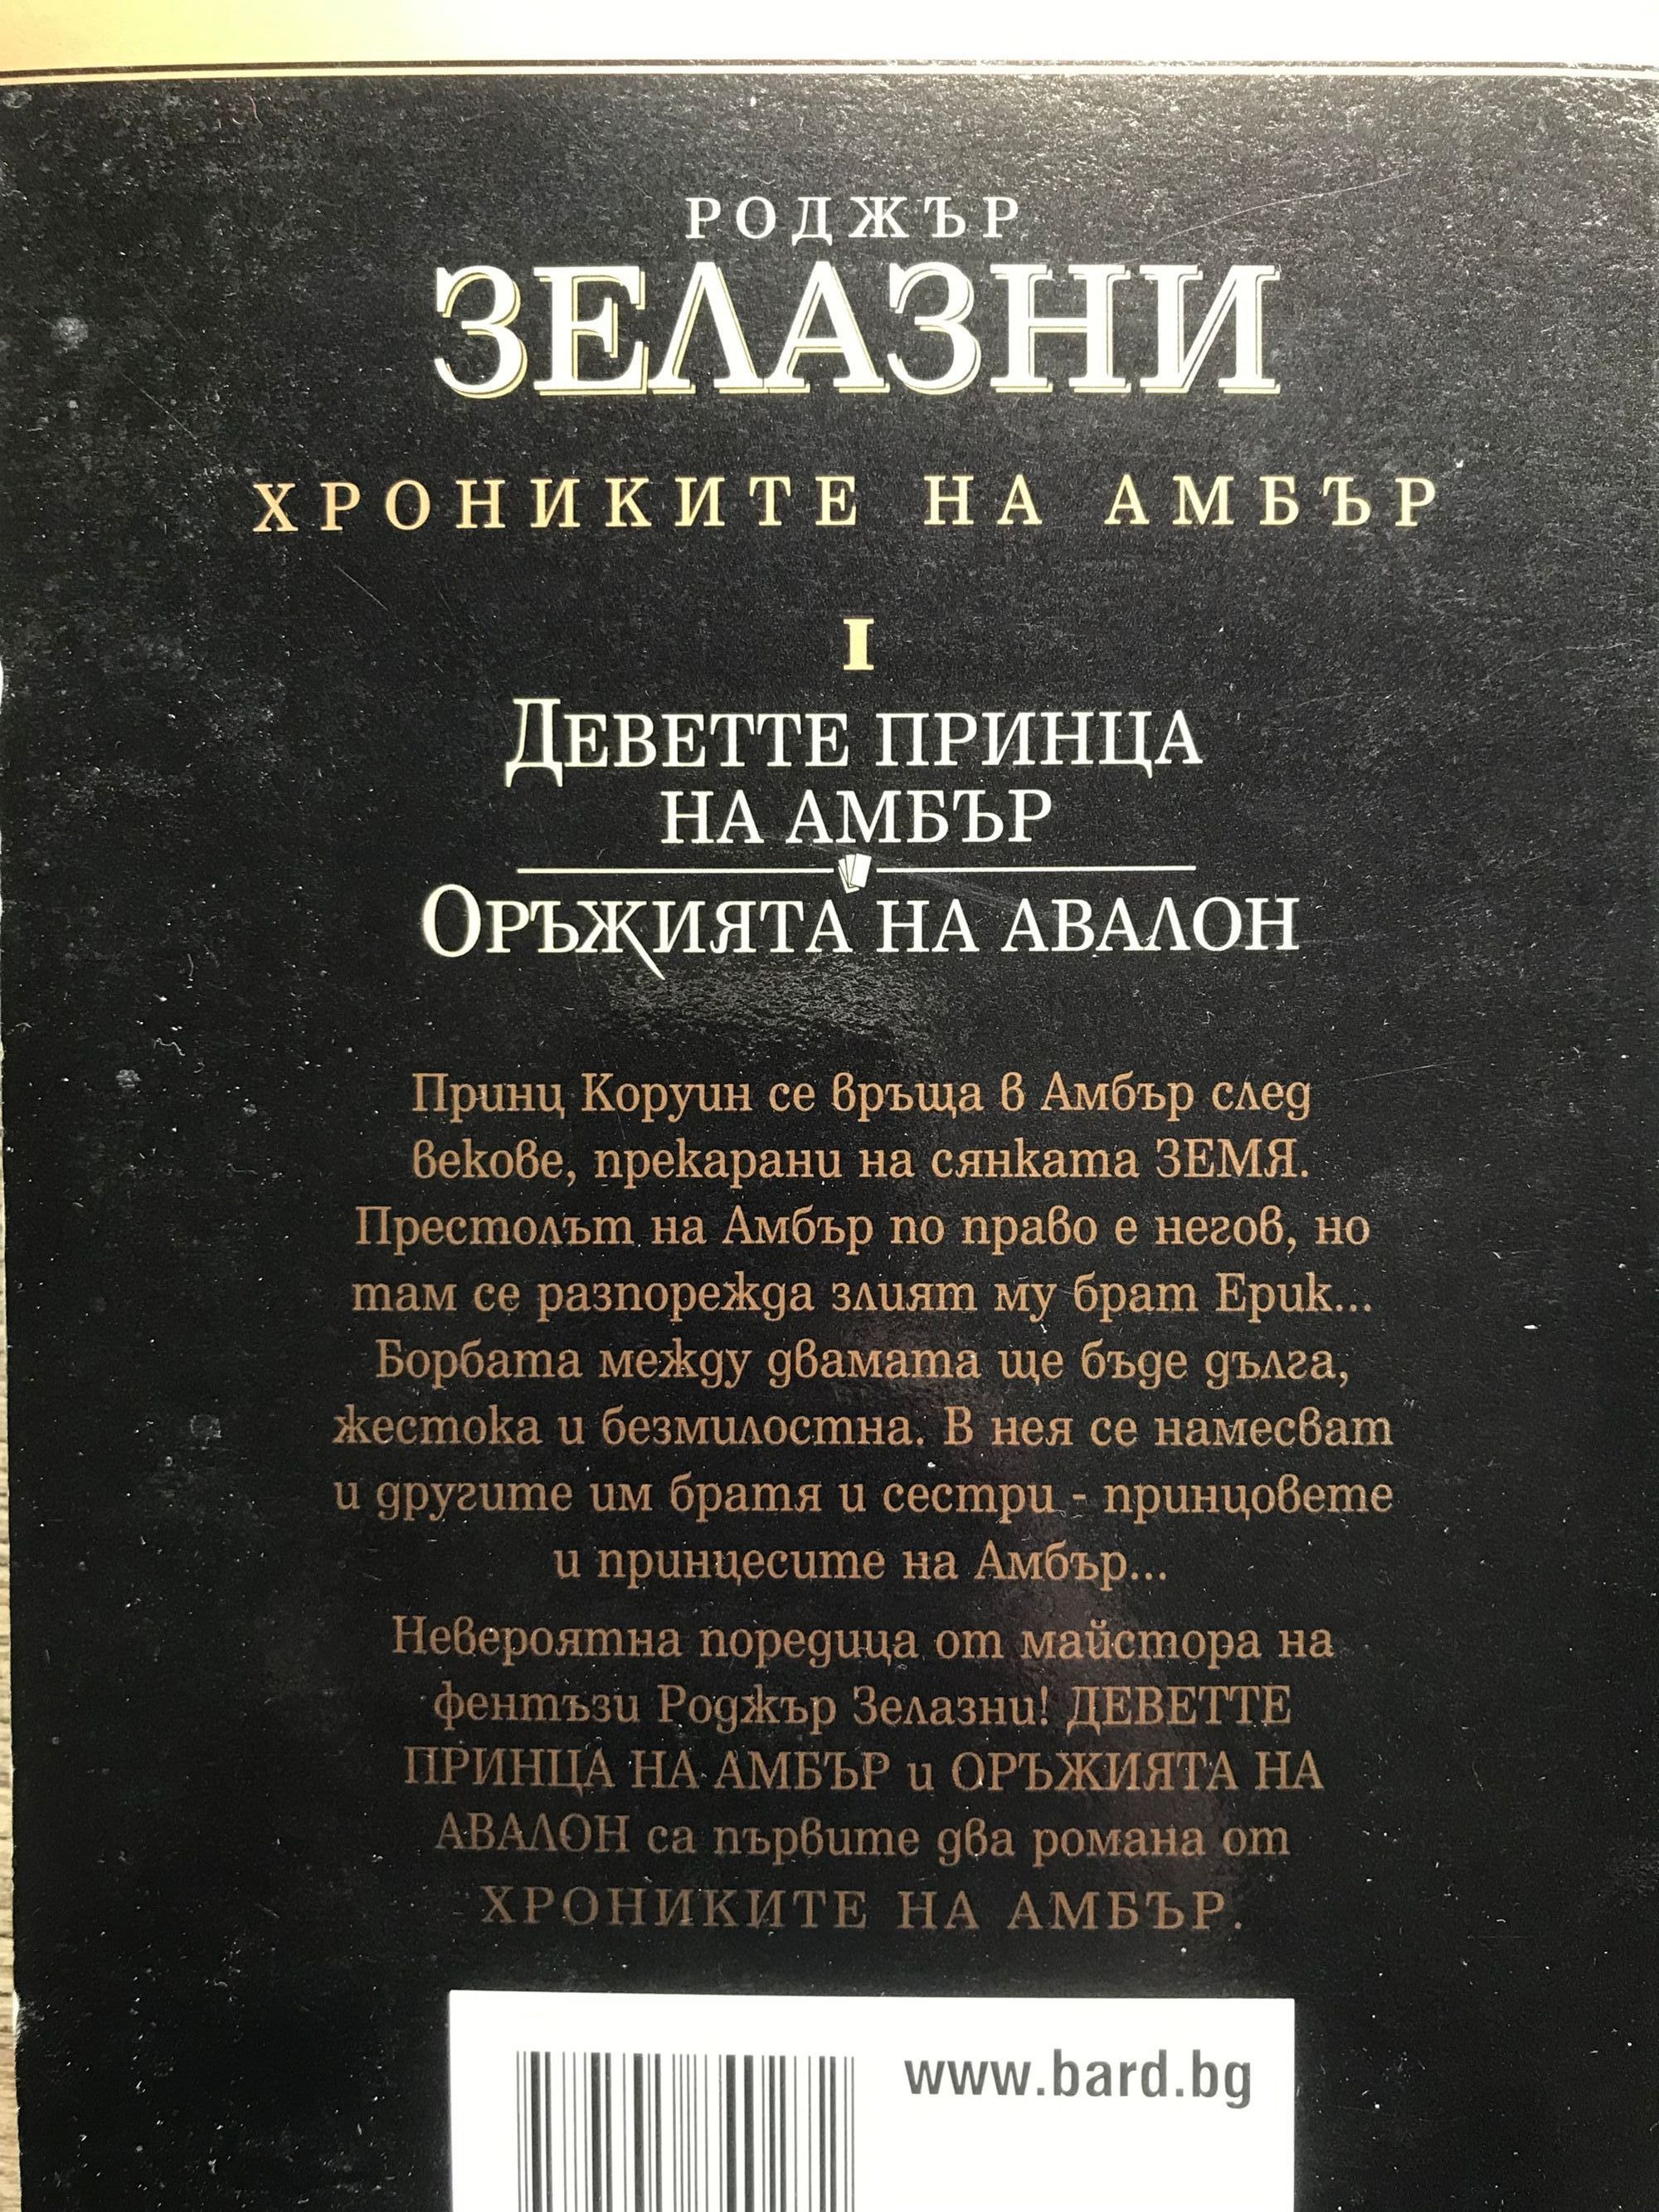 РОДЖЪР
ЗЕЛАЗНИ
ХРОНИКИТЕ НА АМБЪР
I
ДЕВЕТТЕ ПРИНЦА
НА АМБЪР
ОРЪЖИЯТА НА АВАЛОН
Принц Коруин се връща в Амбър след
векове, прекарани на сянката ЗЕМЯ.
Престолът на Амбър по право е негов, но
там се разпорежда злият му брат Ерик...
Борбата между двамата ще бъде дълга,
жестока и безмилостна. В нея се намесват
и другите им братя и сестри - принцовете
и принцесите на Амбър...
Невероятна поредица от майстора на
фентъзи Роджър Зелазни! ДЕВЕТТЕ
ПРИНЦА НА АМБЪР и ОРЪЖИЯТА НА
АВАЛОН са първите два романа от
ХРОНИКИТЕ НА АМБЪР.
www.bard.bg